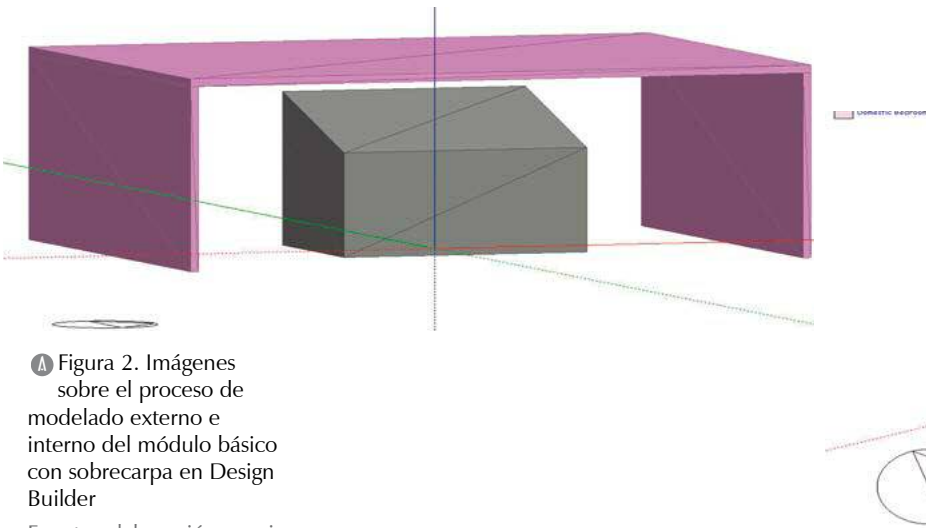 Domestic Bedroom
A Figura 2. Imágenes
sobre el proceso de
modelado externo e
interno del módulo básico
con sobrecarpa en Design
Builder